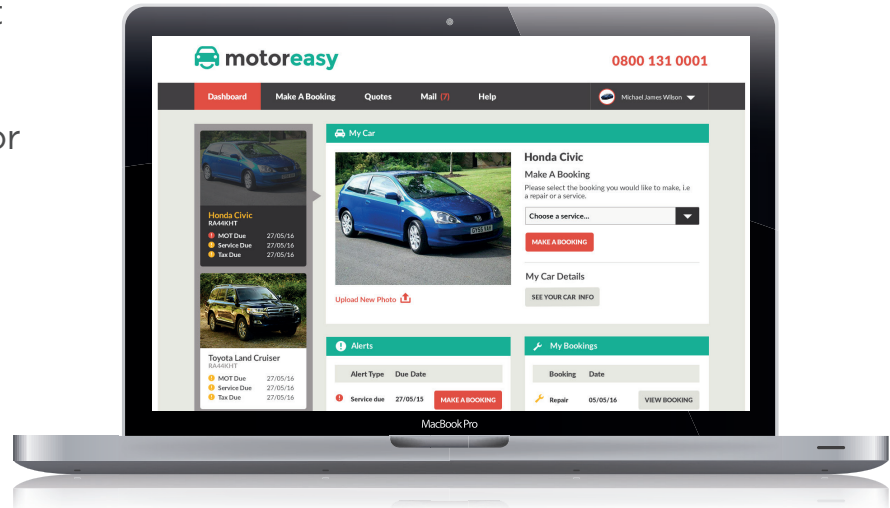 t
or
motoreasy
0800 131 0001
Dashboard Make A Booking Quotes Mail (7) Help Michael James Wilson
Honda Civic
RA44KHT
MOT Due 27/05/16
Service Due 27/05/16
Tax Due 27/05/16
Toyota Land Cruiser
RA44KHT
MOT Due 27/05/16
Service Due 27/05/16
Tax Due 27/05/16
My Car
Upload New Photo
Honda Civic
Make A Booking
Please select the booking you would like to make, i.e
a repair or a service.
Choose a service...
MAKE A BOOKING
My Car Details
SEE YOUR CAR INFO
Alerts
Alert Type Due Date
Service due 27/05/15 MAKE A BOOKING
My Bookings
Booking Date
Repair 05/05/16 VIEW BOOKING
MacBook Pro